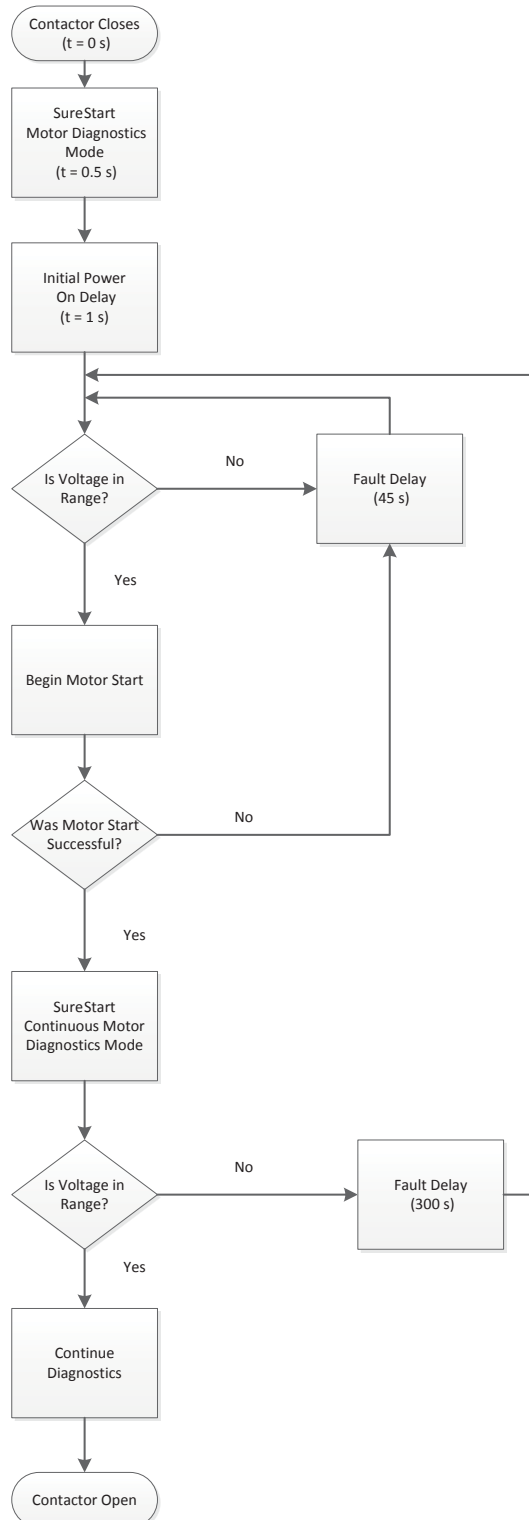 Contactor Closes
(t = 0 s)
SureStart
Motor Diagnostics
Mode
(t = 0.5 s)
Initial Power
On Delay
(t = 1 s)
Is Voltage in
Range?
No
Fault Delay
(45 s)
Yes
Begin Motor Start
Was Motor Start
Successful?
No
Yes
SureStart
Continuous Motor
Diagnostics Mode
Is Voltage in
Range?
No
Fault Delay
(300 s)
Yes
Continue
Diagnostics
Contactor Open